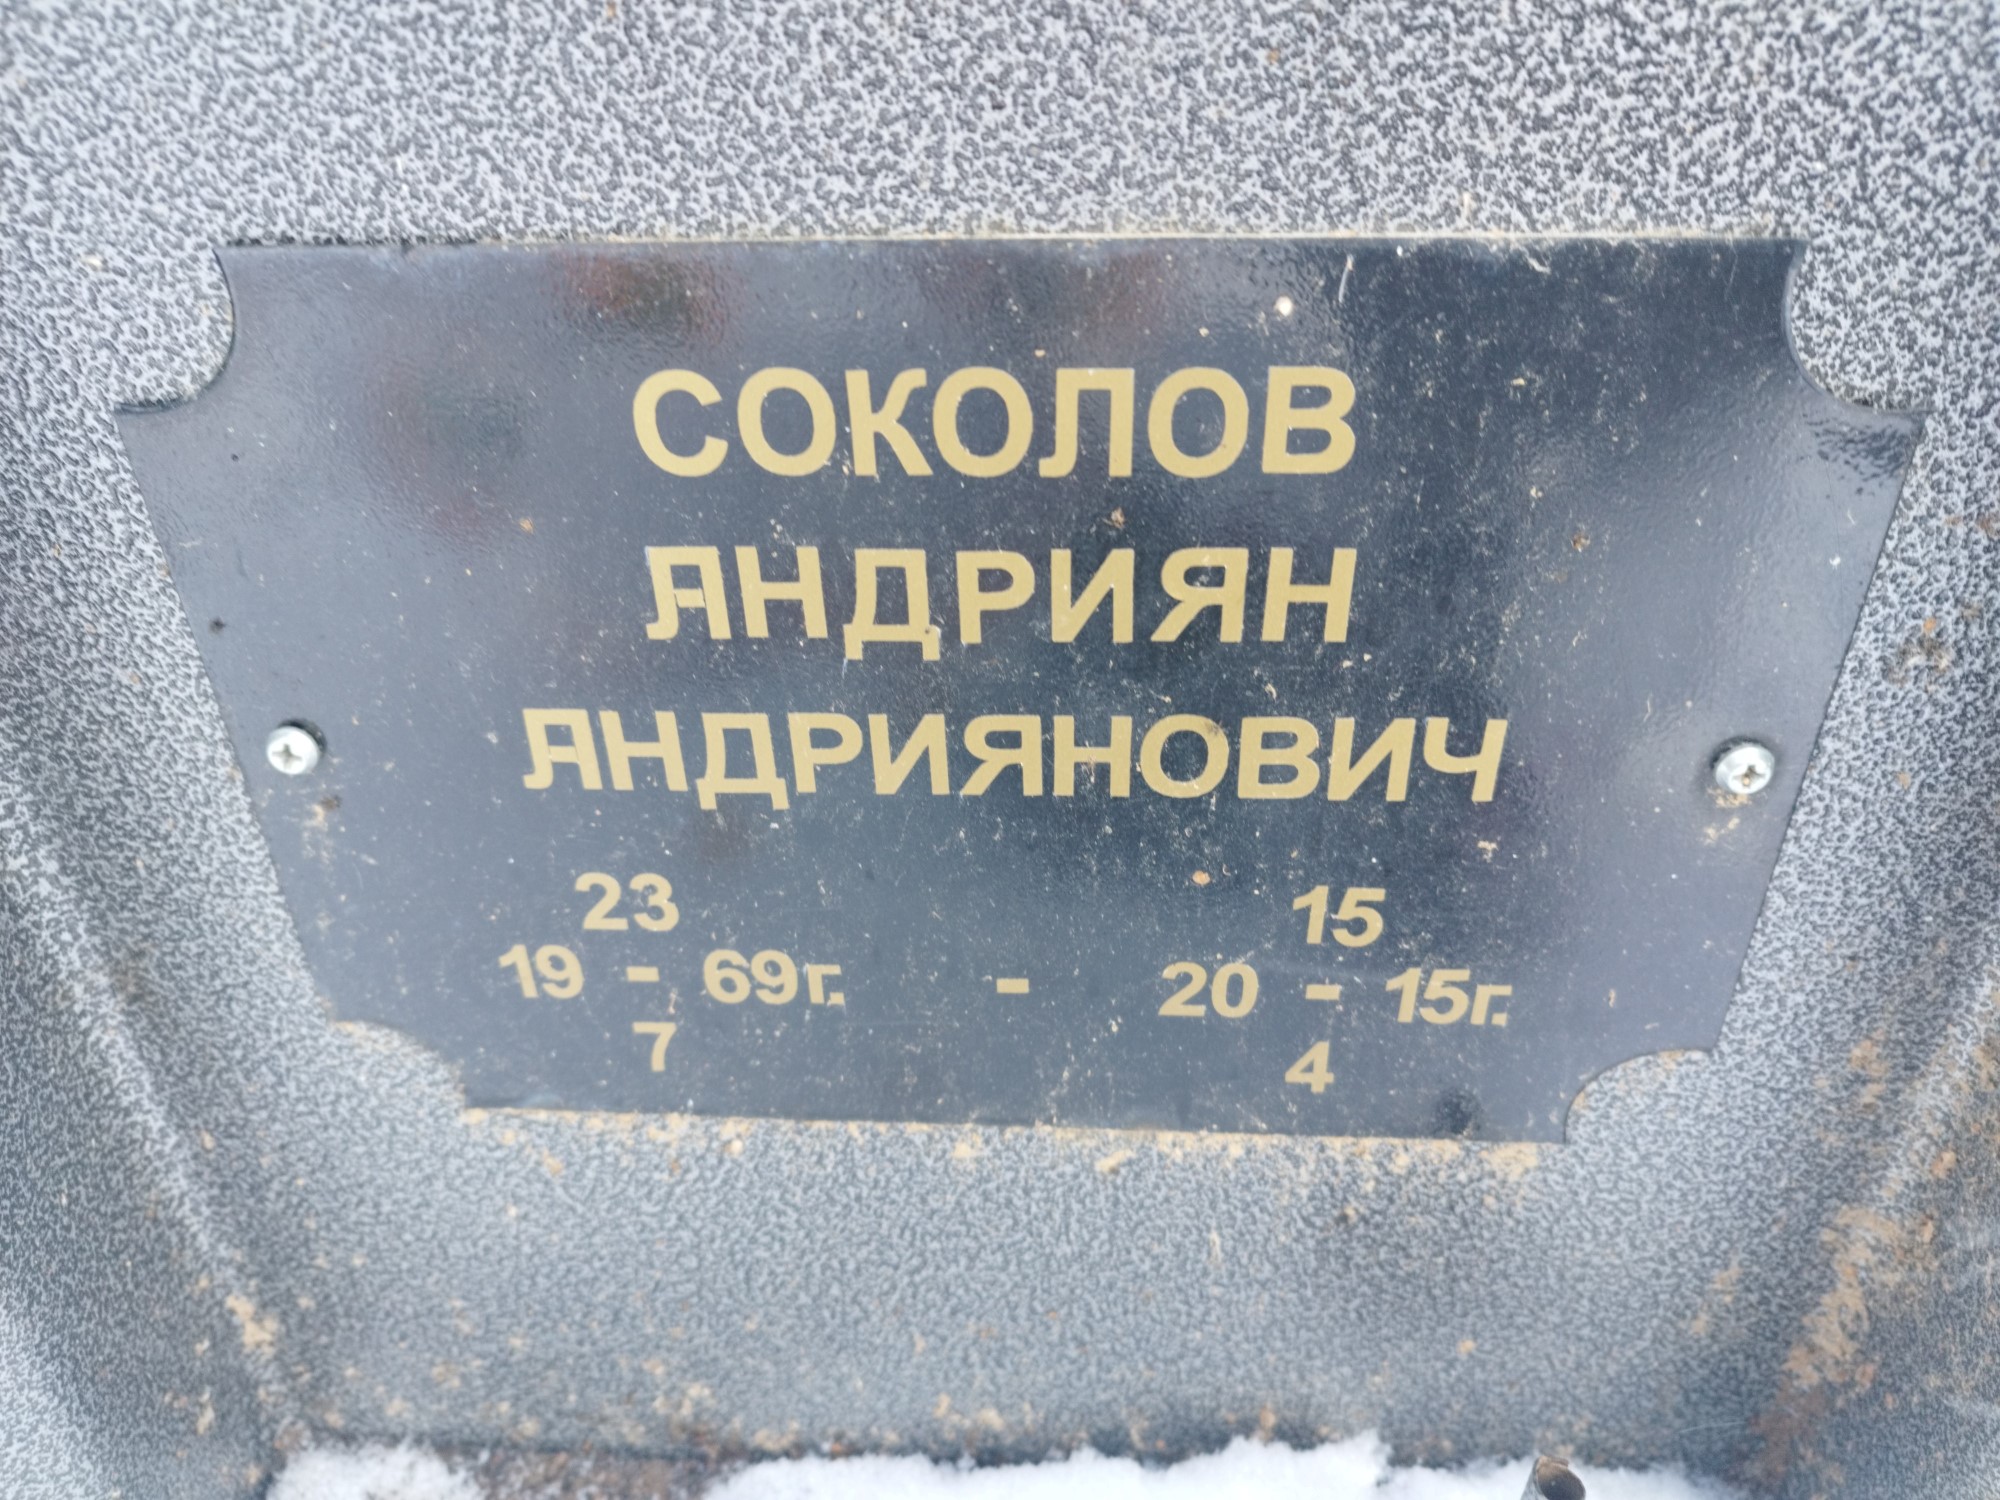 СОКОЛОВ
АНДРИЯН
АНДРИЯНОВИЧ
23 15
19 - 69г. - 20 - 15г.
7 4